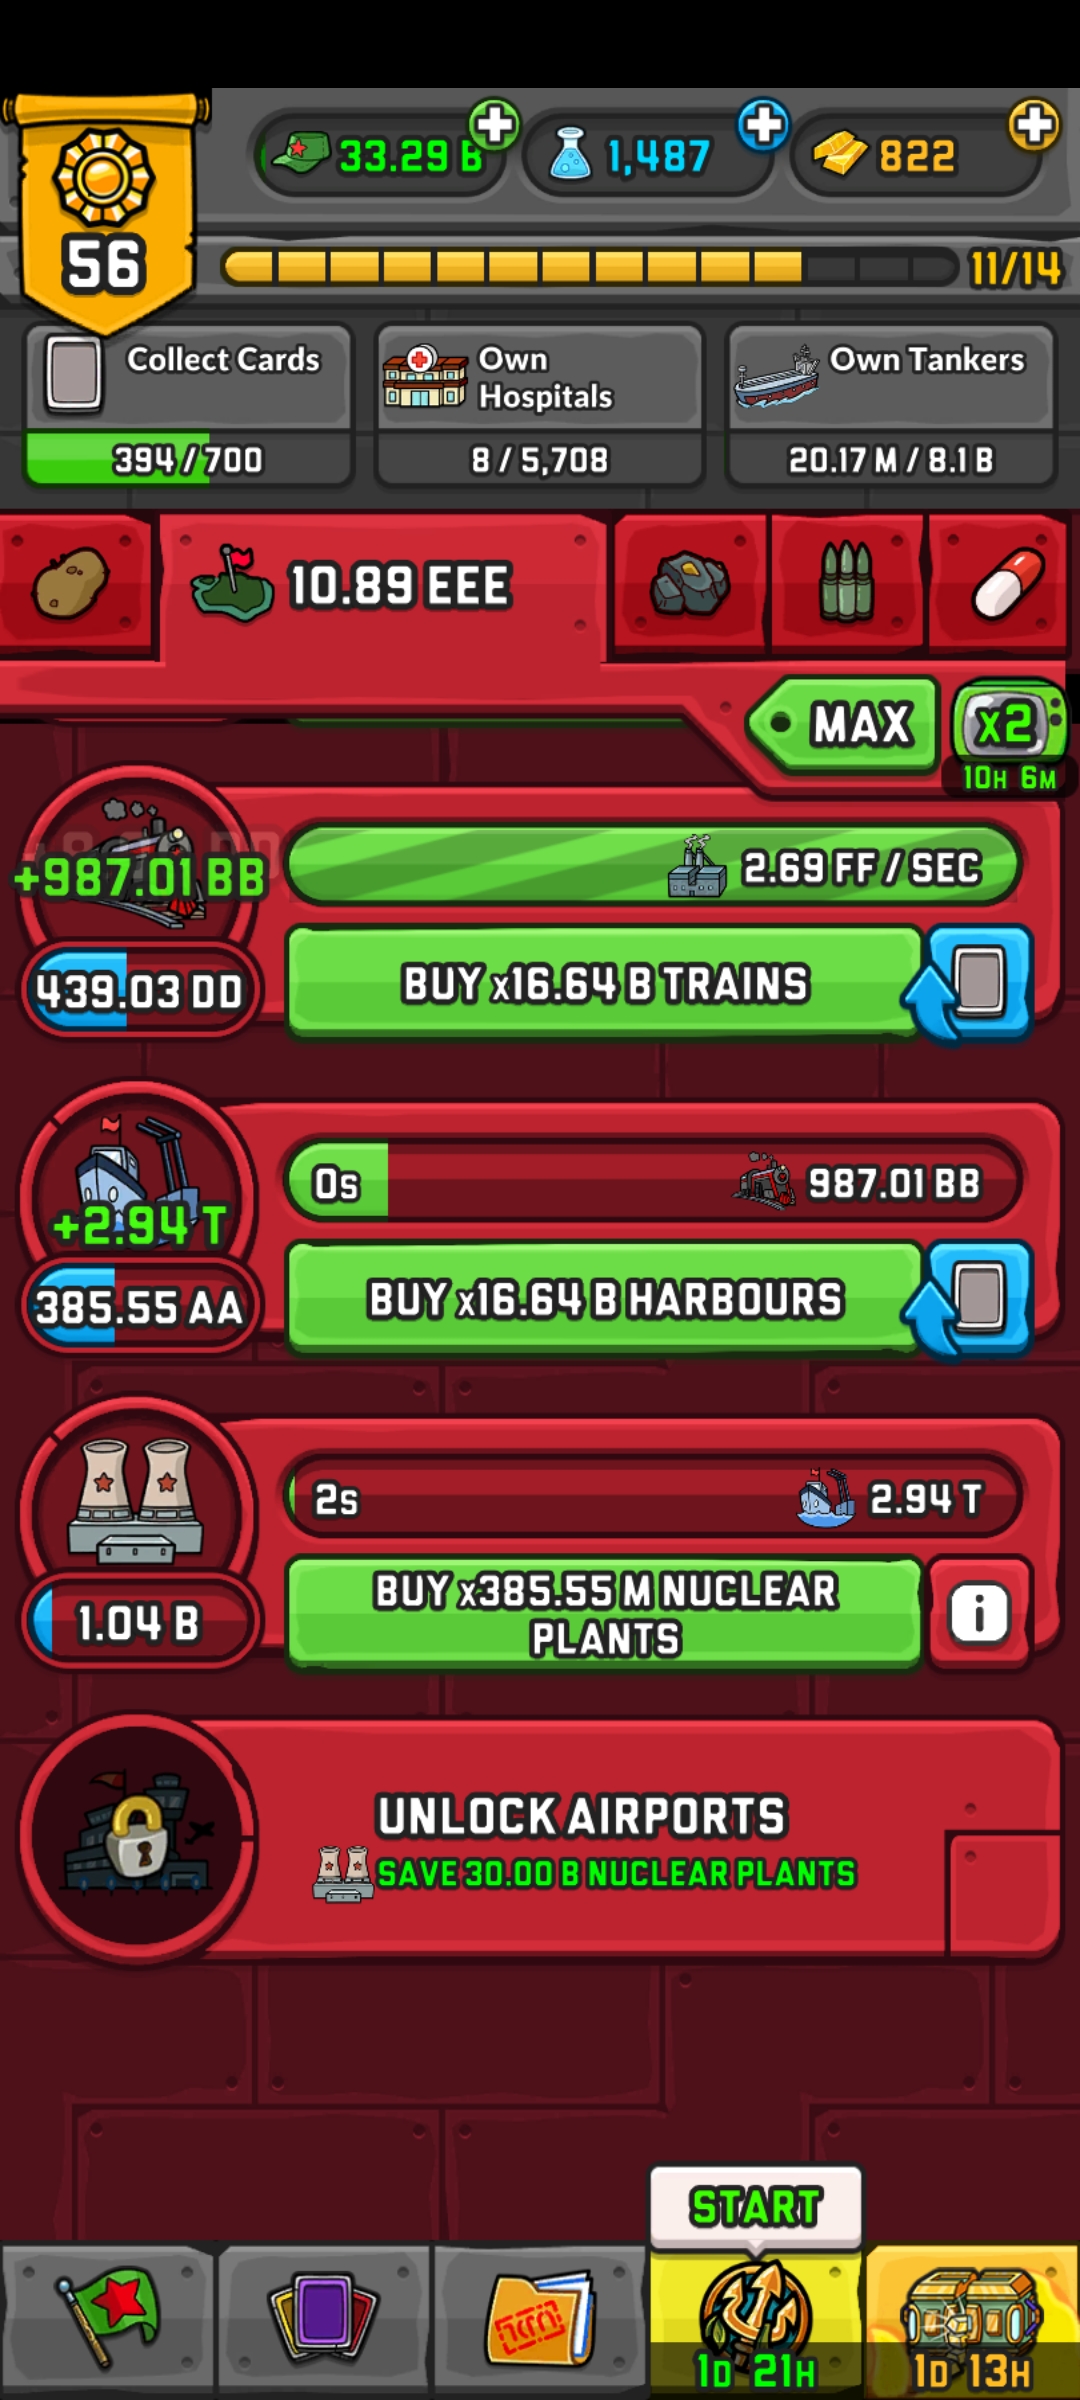 33.29 B
1,487
822
56
11/14
Collect Cards
394 / 700
Own
Hospitals
8 / 5,708
Own Tankers
20.17 M / 8.1 B
10.89 EEE
MAX
x2
10H 6M
+987.01 BB
2.69 FF / SEC
439.03 DD
BUY x16.64 B TRAINS
0s
987.01 BB
+2.94 T
385.55 AA
BUY x16.64 B HARBOURS
2s
2.94 T
1.04 B
BUY x385.55 M NUCLEAR
PLANTS
i
UNLOCK AIRPORTS
SAVE 30.00 B NUCLEAR PLANTS
START
1D 21H
1D 13H